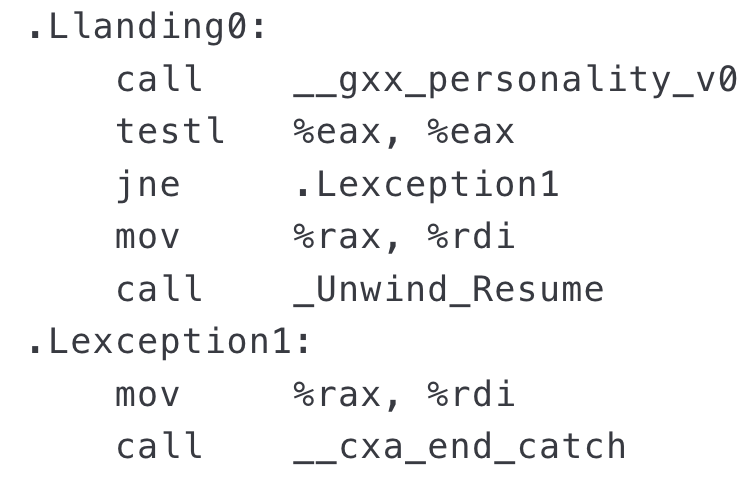 .Llanding0:
    call    __gxx_personality_v0
    testl   %eax, %eax
    jne     .Lexception1
    mov     %rax, %rdi
    call    _Unwind_Resume
.Lexception1:
    mov     %rax, %rdi
    call    __cxa_end_catch